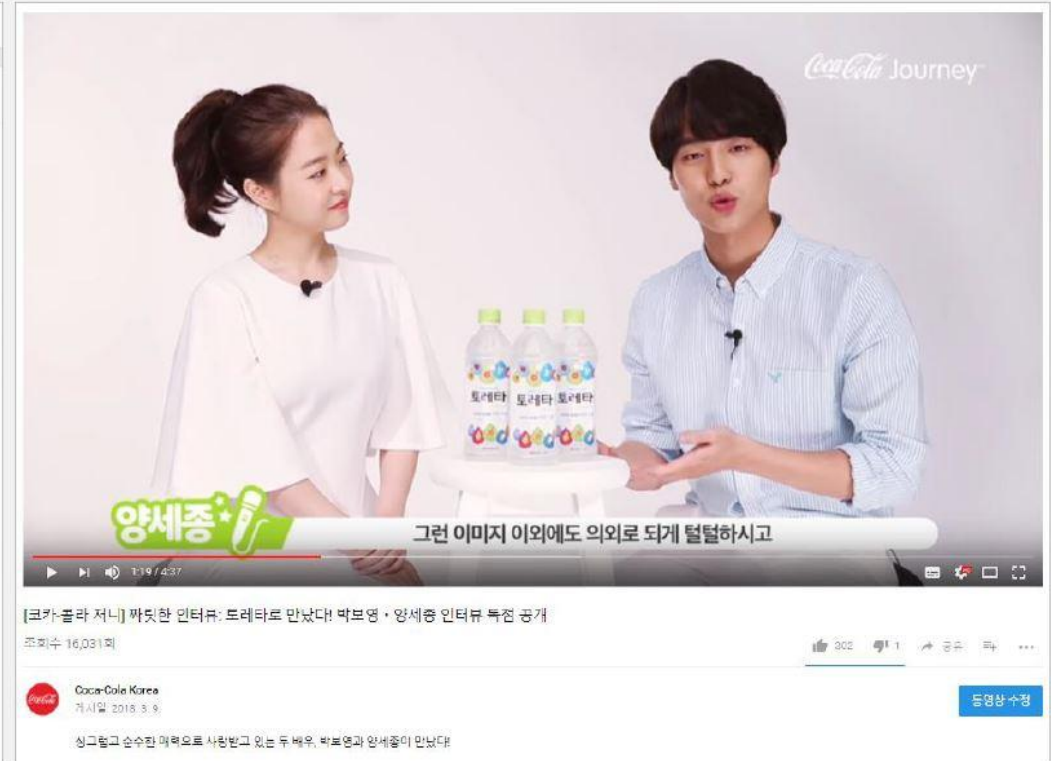 Coca-Cola Journey
토레타 토레타 토레타
양세종
그런 이미지 이외에도 의외로 되게 털털하시고
1:19 / 4:37
[코카-콜라 저니] 짜릿한 인터뷰: 토레타로 만났다! 박보영・양세종 인터뷰 독점 공개
조회수 16,031회
302 1 공유
Coca-Cola
Coca-Cola Korea
게시일: 2018. 3. 9.
동영상 수정
싱그럽고 순수한 매력으로 사랑받고 있는 두 배우, 박보영과 양세종이 만났다!